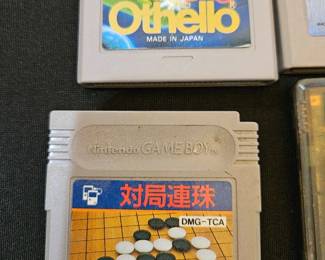 Othello
MADE IN JAPAN
Nintendo GAME BOY
対局連珠
DMG-TCA